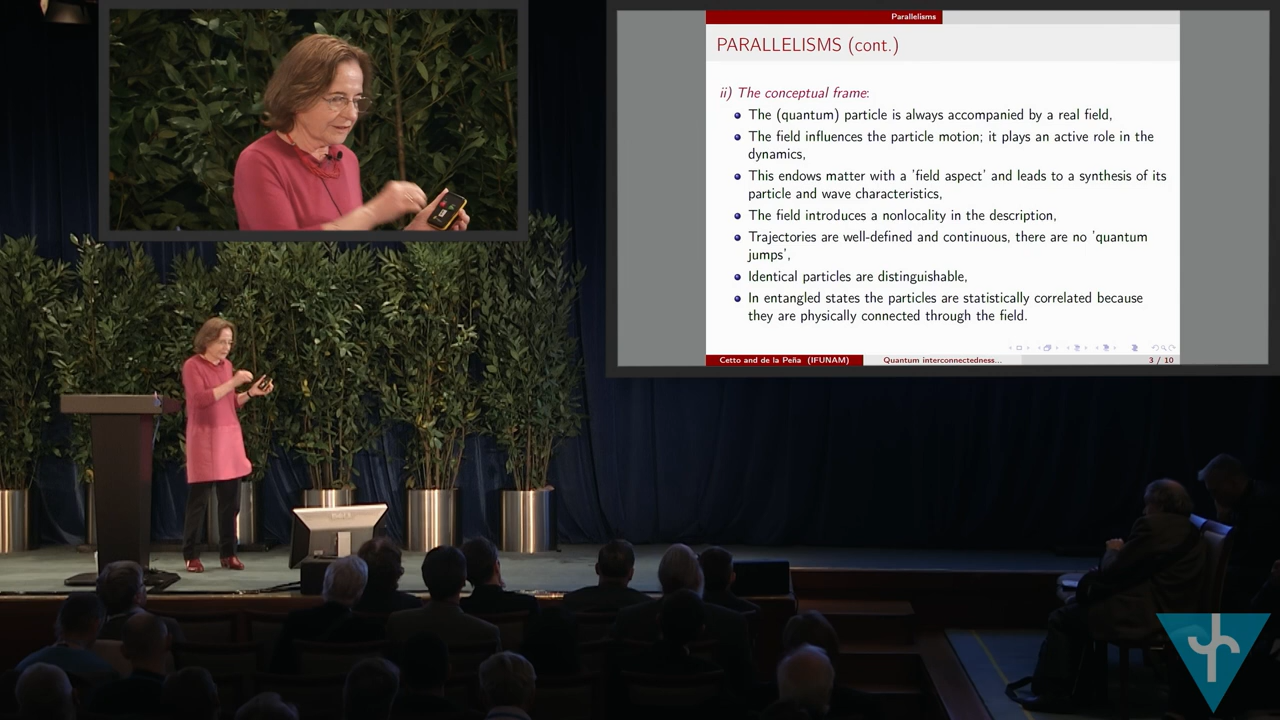 Parallelisms
PARALLELISMS (cont.)
ii) The conceptual frame:
The (quantum) particle is always accompanied by a real field,
The field influences the particle motion; it plays an active role in the
dynamics,
This endows matter with a 'field aspect' and leads to a synthesis of its
particle and wave characteristics,
The field introduces a nonlocality in the description,
Trajectories are well-defined and continuous, there are no 'quantum
jumps',
Identical particles are distinguishable,
In entangled states the particles are statistically correlated because
they are physically connected through the field.
Cetto and de la Peña (IFUNAM)
Quantum interconnectedness...
3 / 10